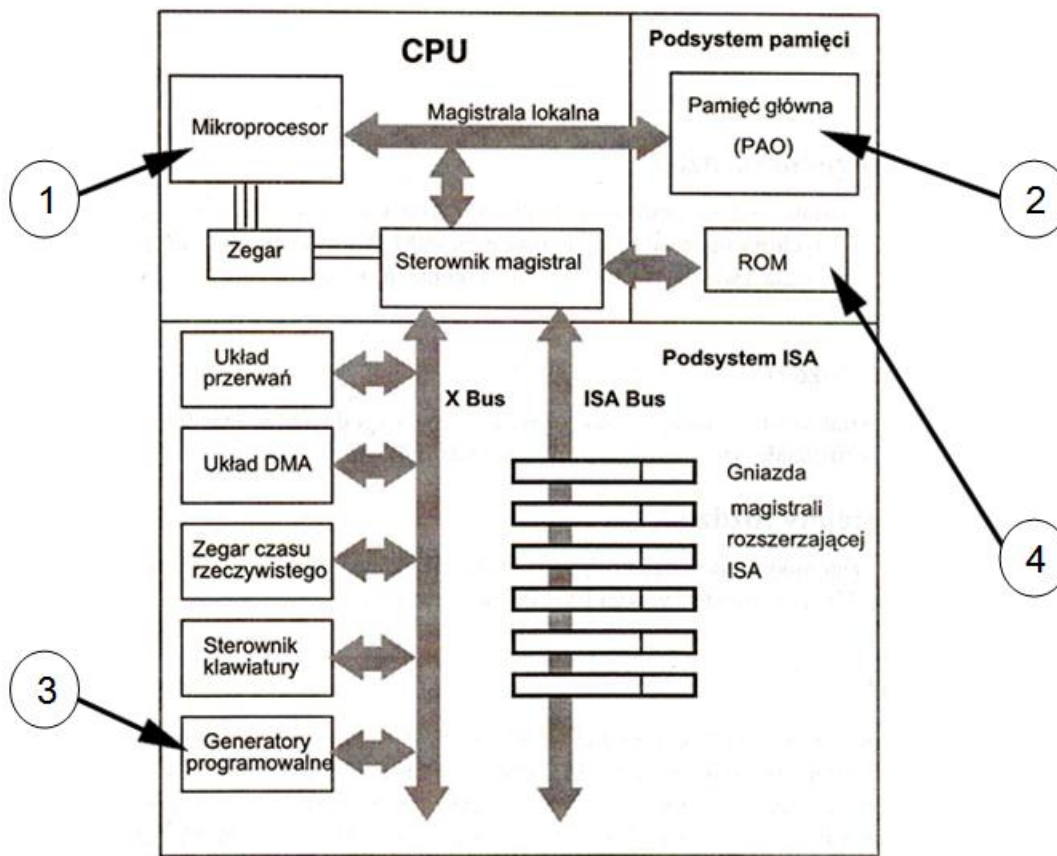 CPU
Podsystem pamięci
Mikroprocesor
Magistrala lokalna
Pamięć główna
(PAO)
1
2
Zegar
Sterownik magistral
ROM
Układ
przerwań
Podsystem ISA
X Bus
ISA Bus
Układ DMA
Gniazda
magistrali
rozszerzającej
ISA
4
Zegar czasu
rzeczywistego
Sterownik
klawiatury
3
Generatory
programowalne